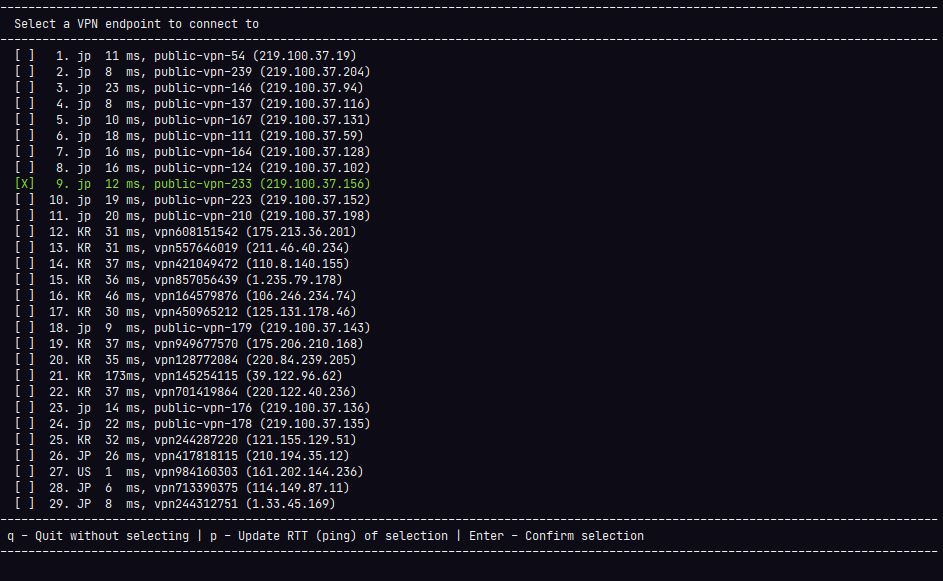 Select a VPN endpoint to connect to
[ ]   1. jp  11 ms, public-vpn-54 (219.100.37.19)
[ ]   2. jp  8  ms, public-vpn-239 (219.100.37.204)
[ ]   3. jp  23 ms, public-vpn-146 (219.100.37.94)
[ ]   4. jp  8  ms, public-vpn-137 (219.100.37.116)
[ ]   5. jp  10 ms, public-vpn-167 (219.100.37.131)
[ ]   6. jp  18 ms, public-vpn-111 (219.100.37.59)
[ ]   7. jp  16 ms, public-vpn-164 (219.100.37.128)
[ ]   8. jp  16 ms, public-vpn-124 (219.100.37.102)
[X]   9. jp  12 ms, public-vpn-233 (219.100.37.156)
[ ]  10. jp  19 ms, public-vpn-223 (219.100.37.152)
[ ]  11. jp  20 ms, public-vpn-210 (219.100.37.198)
[ ]  12. KR  31 ms, vpn608151542 (175.213.36.201)
[ ]  13. KR  31 ms, vpn557646019 (211.46.40.234)
[ ]  14. KR  37 ms, vpn421049472 (110.8.140.155)
[ ]  15. KR  36 ms, vpn857056439 (1.235.79.178)
[ ]  16. KR  46 ms, vpn164579876 (106.246.234.74)
[ ]  17. KR  30 ms, vpn450965212 (125.131.178.46)
[ ]  18. jp  9  ms, public-vpn-179 (219.100.37.143)
[ ]  19. KR  37 ms, vpn949677570 (175.206.210.168)
[ ]  20. KR  35 ms, vpn128772084 (220.84.239.205)
[ ]  21. KR  173ms, vpn145254115 (39.122.96.62)
[ ]  22. KR  37 ms, vpn701419864 (220.122.40.236)
[ ]  23. jp  14 ms, public-vpn-176 (219.100.37.136)
[ ]  24. jp  22 ms, public-vpn-178 (219.100.37.135)
[ ]  25. KR  32 ms, vpn244287220 (121.155.129.51)
[ ]  26. JP  26 ms, vpn417818115 (210.194.35.12)
[ ]  27. US  1  ms, vpn984160303 (161.202.144.236)
[ ]  28. JP  6  ms, vpn713390375 (114.149.87.11)
[ ]  29. JP  8  ms, vpn244312751 (1.33.45.169)
q - Quit without selecting | p - Update RTT (ping) of selection | Enter - Confirm selection